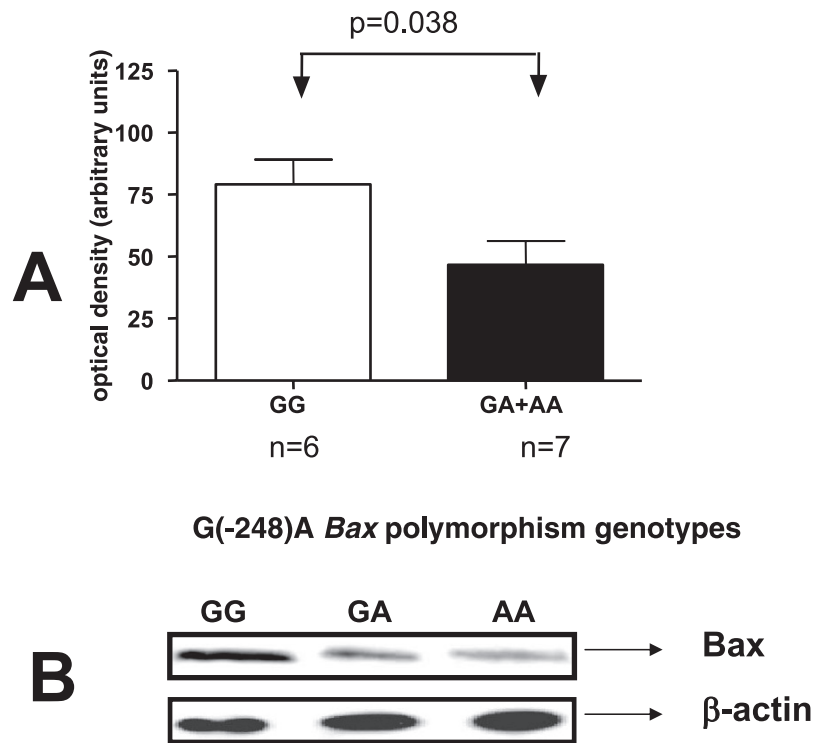 p=0.038
optical density (arbitrary units)
125
100
75
50
25
0
GG
GA+AA
n=6
n=7
A
G(-248)A Bax polymorphism genotypes
GG GA AA
Bax
β-actin
B